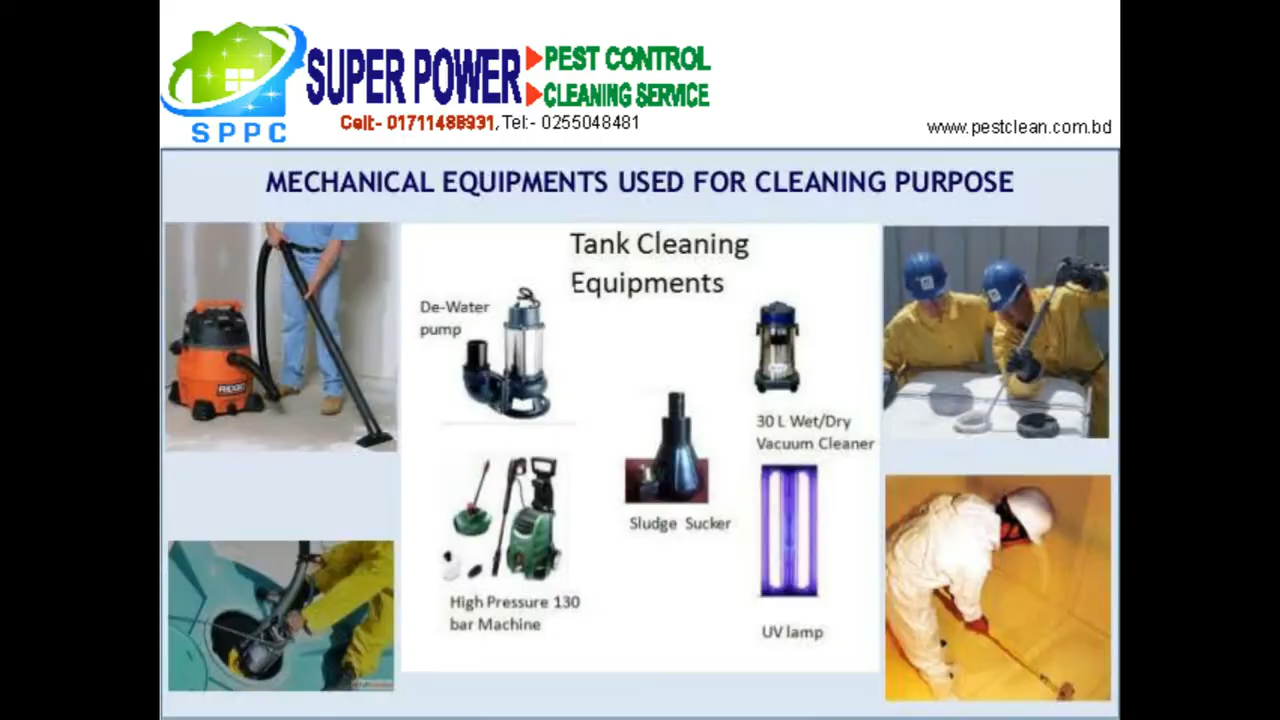 SUPER POWER
PEST CONTROL
CLEANING SERVICE
SPPC
Cell:- 01711486931, Tel:- 0255048481
www.pestclean.com.bd
MECHANICAL EQUIPMENTS USED FOR CLEANING PURPOSE
Tank Cleaning
Equipments
De-Water
pump
30 L Wet/Dry
Vacuum Cleaner
Sludge Sucker
High Pressure 130
bar Machine
UV lamp
RIDGID